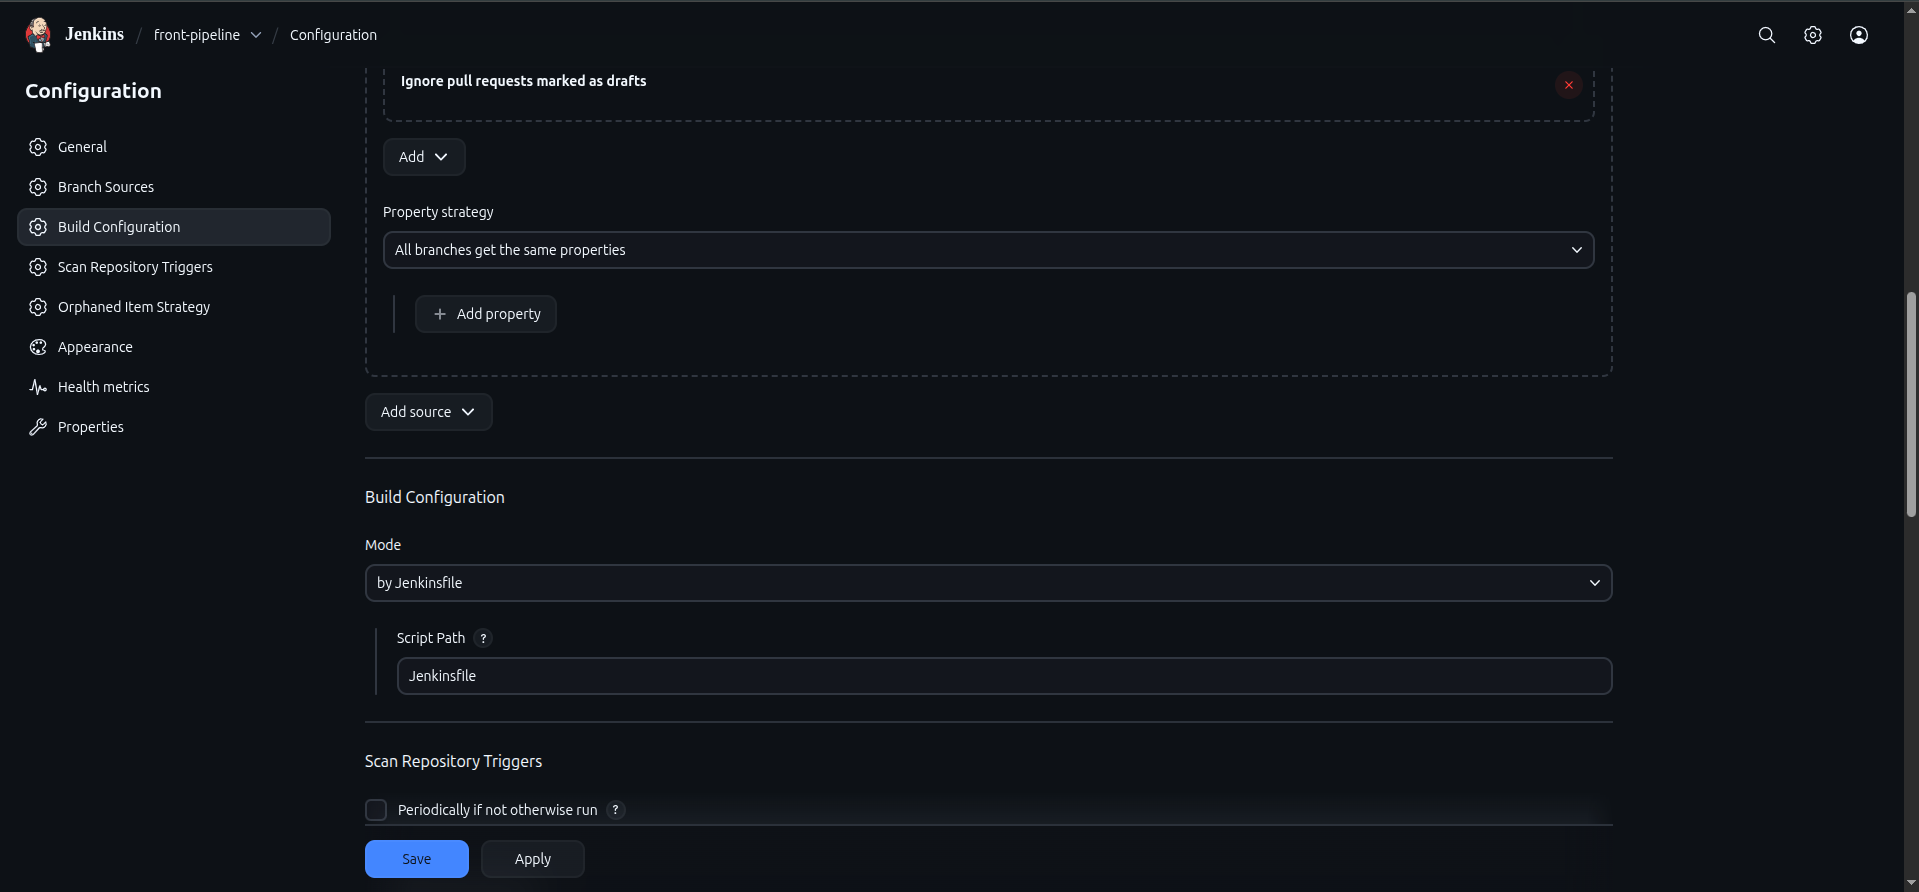 Jenkins / front-pipeline / Configuration
Configuration
General
Branch Sources
Build Configuration
Scan Repository Triggers
Orphaned Item Strategy
Appearance
Health metrics
Properties
Ignore pull requests marked as drafts
Add
Property strategy
All branches get the same properties
+ Add property
Add source
Build Configuration
Mode
by Jenkinsfile
Script Path ?
Jenkinsfile
Scan Repository Triggers
Periodically if not otherwise run ?
Save Apply